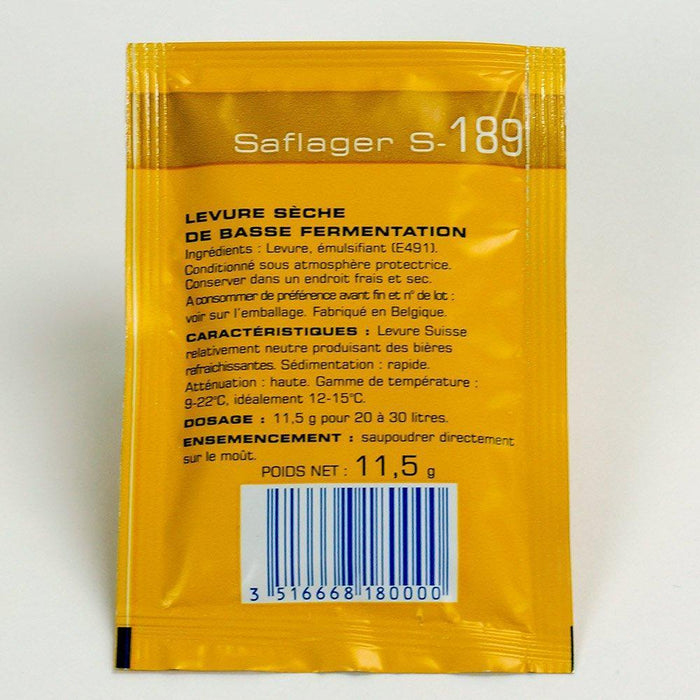 Saflager S-189
LEVURE SÈCHE
DE BASSE FERMENTATION
Ingrédients : Levure, émulsifiant (E491).
Conditionné sous atmosphère protectrice.
Conserver dans un endroit frais et sec.
A consommer de préférence avant fin et n° de lot :
voir sur l'emballage. Fabriqué en Belgique.
CARACTÉRISTIQUES : Levure Suisse
relativement neutre produisant des bières
rafraichissantes. Sédimentation : rapide.
Atténuation : haute. Gamme de température :
9-22°C, idéalement 12-15°C.
DOSAGE : 11,5 g pour 20 à 30 litres.
ENSEMENCEMENT : saupoudrer directement
sur le moût.
POIDS NET : 11,5 g
3 516668 180000